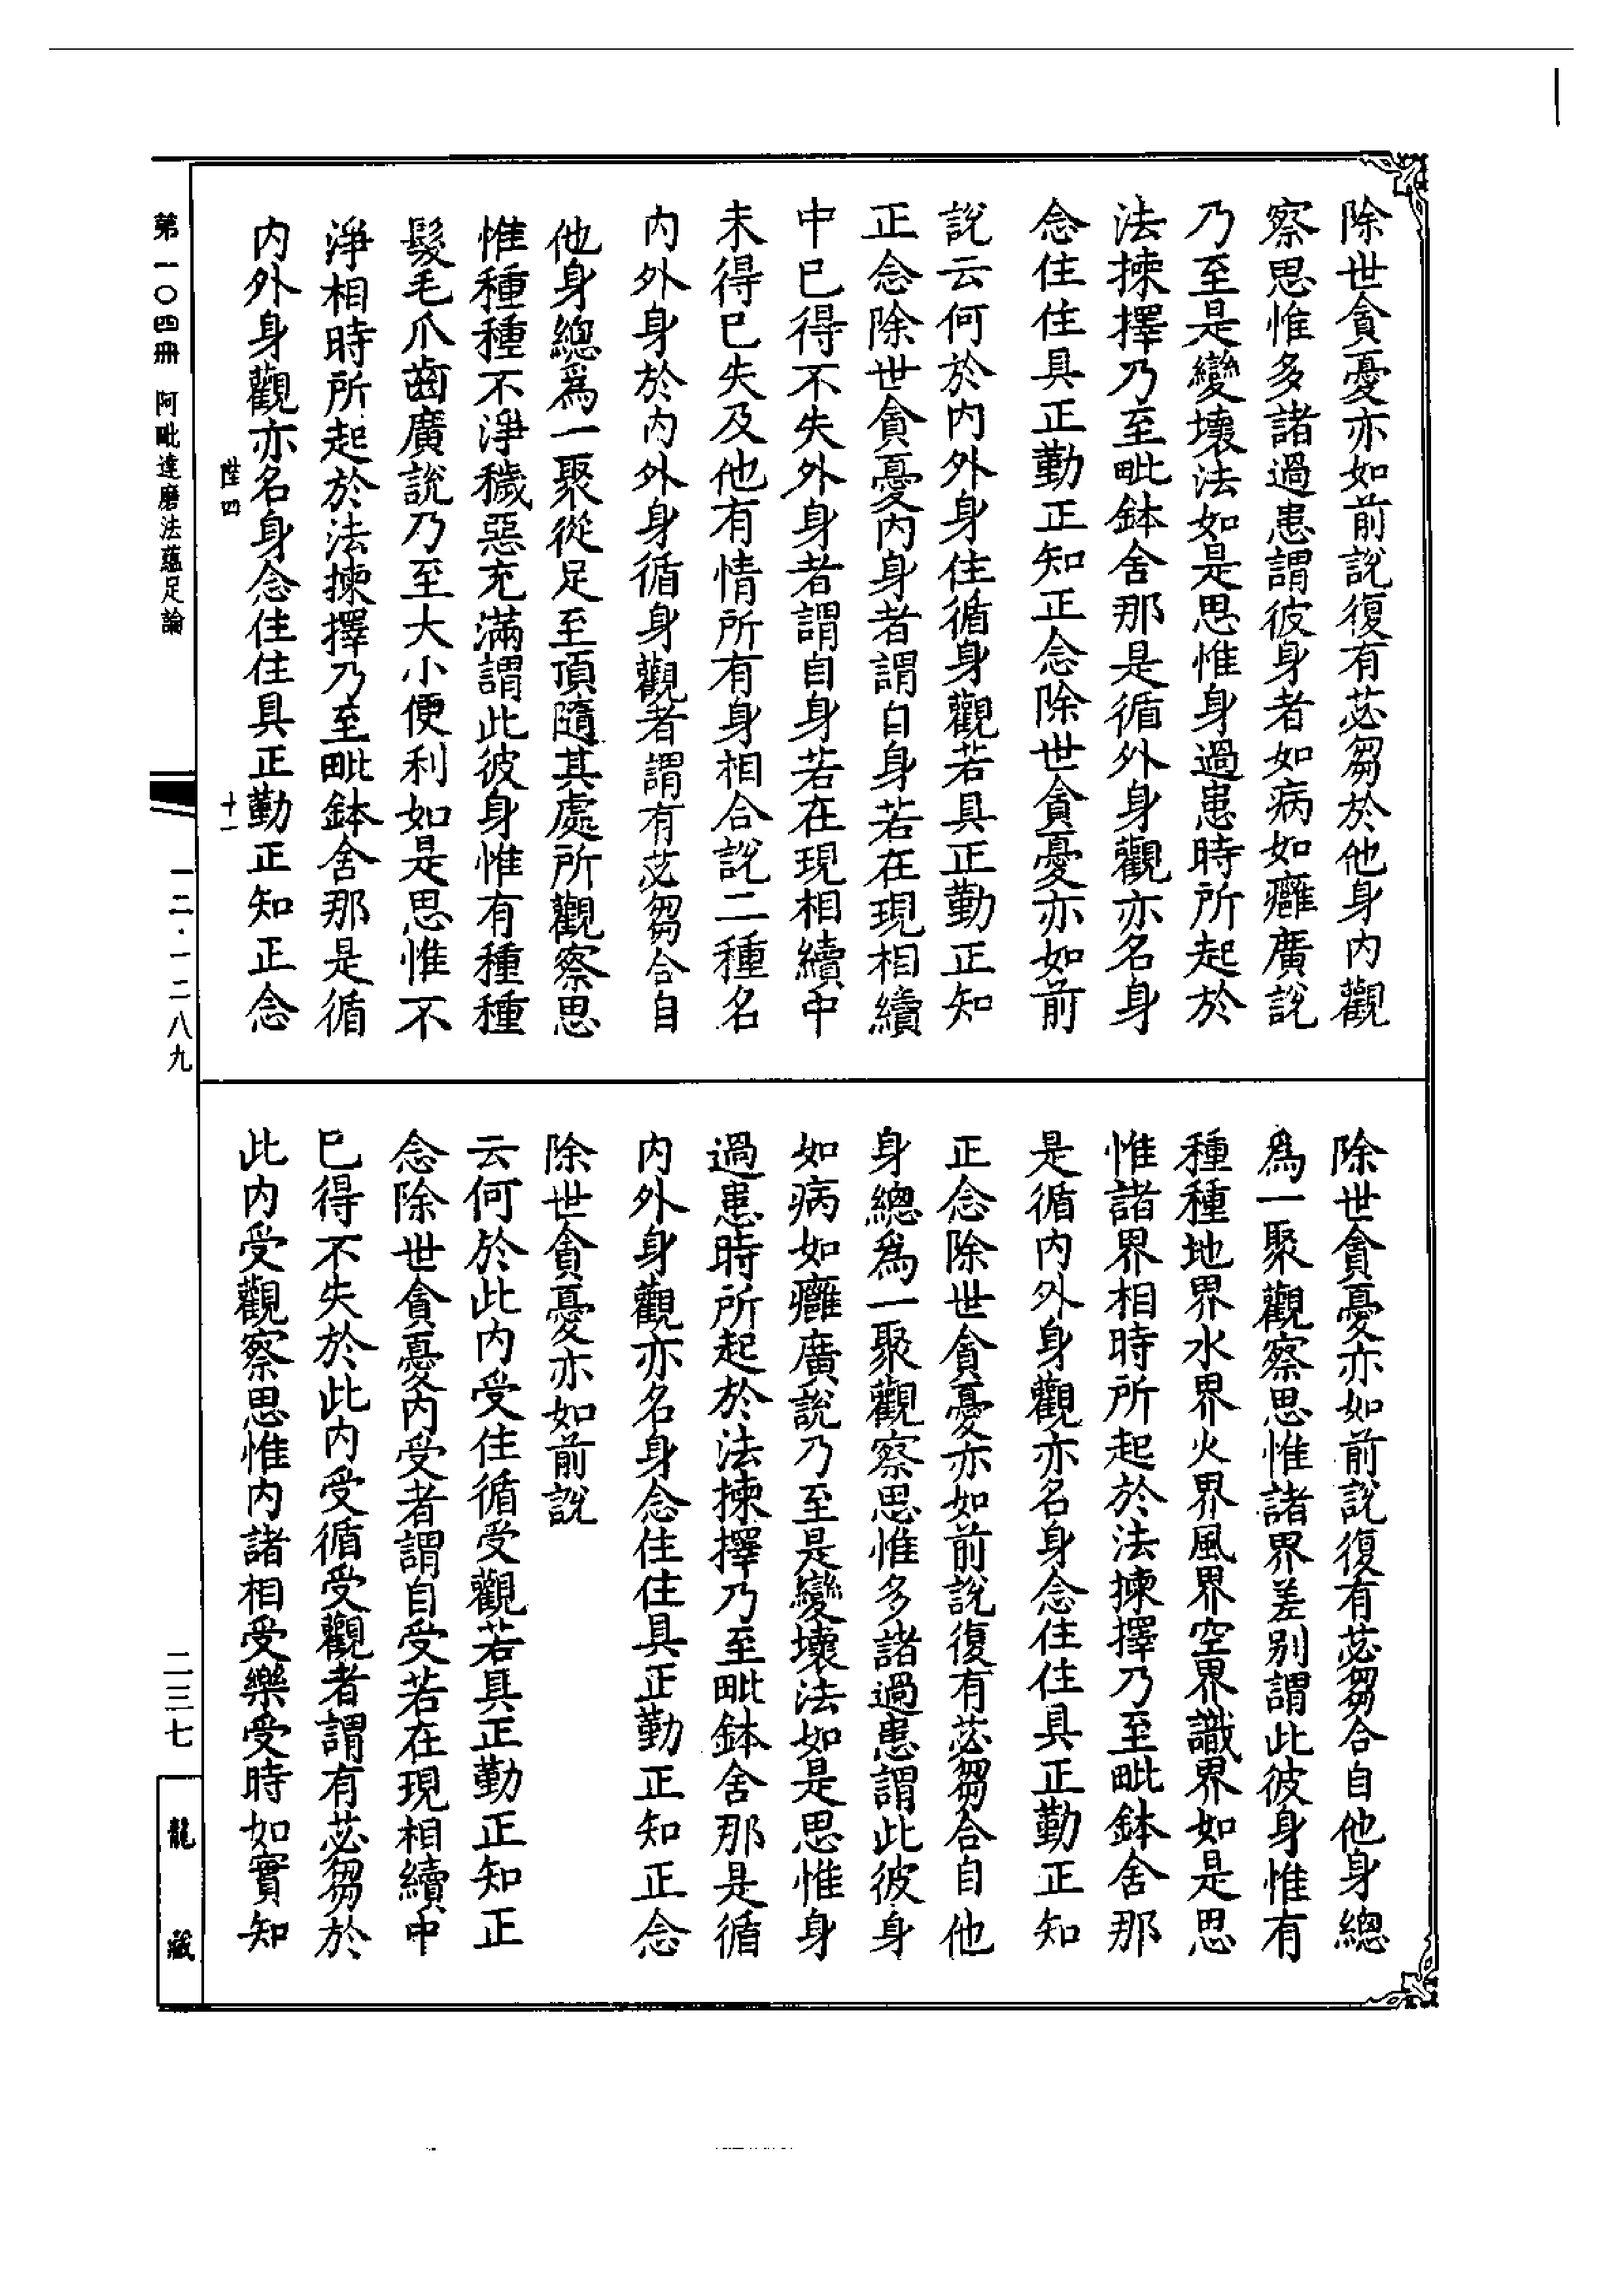 除世貪憂亦如前說復有苾芻於他身內觀
察思惟多諸過患謂彼身者如病如癰廣說
乃至是變壞法如是思惟身過患時所起於
法揀擇乃至毗鉢舍那是循外身觀亦名身
念住住具正勤正知正念除世貪憂亦如前
說云何於內外身住循身觀若具正勤正知
正念除世貪憂內身者謂自身若在現相續
中已得不失外身者謂自身若在現相續中
未得已失及他有情所有身相合說二種名
內外身於內外身循身觀者謂有苾芻合自
他身總爲一聚從足至頂隨其處所觀察思
惟種種不淨穢惡充滿謂此彼身惟有種種
髮毛爪齒廣說乃至大小便利如是思惟不
淨相時所起於法揀擇乃至毗鉢舍那是循
內外身觀亦名身念住住具正勤正知正念
陛四 十一
除世貪憂亦如前說復有苾芻合自他身總
爲一聚觀察思惟諸界差別謂此彼身惟有
種種地界水界火界風界空界識界如是思
惟諸界相時所起於法揀擇乃至毗鉢舍那
是循內外身觀亦名身念住住具正勤正知
正念除世貪憂亦如前說復有苾芻合自他
身總爲一聚觀察思惟多諸過患謂此彼身
如病如癰廣說乃至是變壞法如是思惟身
過患時所起於法揀擇乃至毗鉢舍那是循
內外身觀亦名身念住住具正勤正知正念
除世貪憂亦如前說
云何於此內受住循受觀若具正勤正知正
念除世貪憂內受者謂自受若在現相續中
已得不失於此內受循受觀者謂有苾芻於
此內受觀察思惟內諸相受樂受時如實知
第一〇四冊 阿毗達磨法蘊足論 一二·一二八九 二三七 龍藏